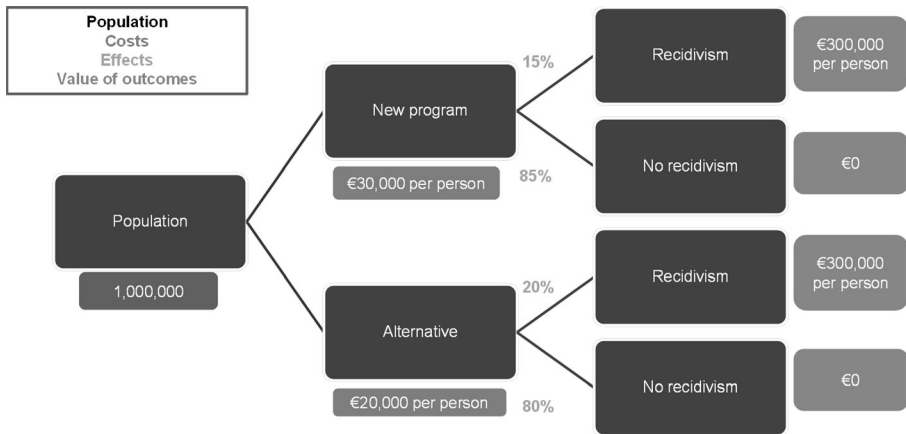 Population
Costs
Effects
Value of outcomes
15%
Recidivism
€300,000
per person
New program
€30,000 per person
85%
No recidivism
€0
Population
1,000,000
20%
Recidivism
€300,000
per person
Alternative
€20,000 per person
80%
No recidivism
€0